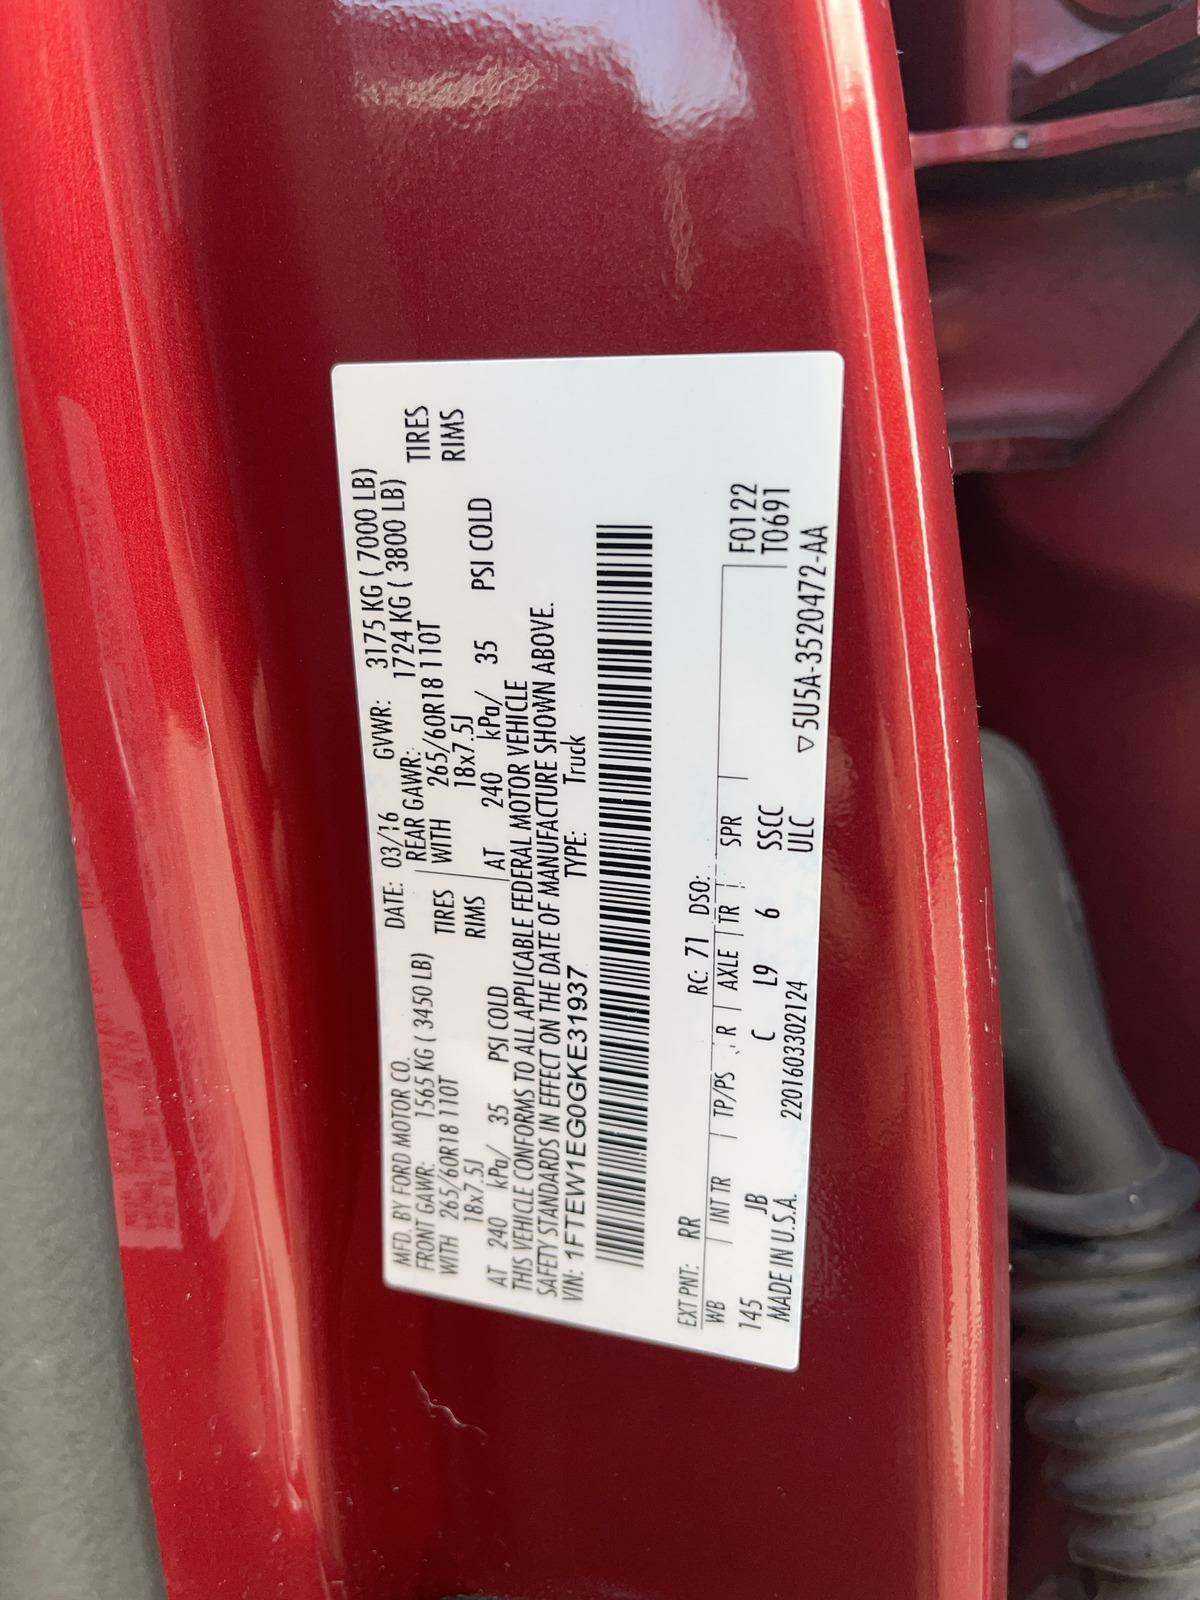 MFD. BY FORD MOTOR CO. DATE: 03/16 GVWR: 3175 KG ( 7000 LB)
FRONT GAWR: 1565 KG ( 3450 LB) REAR GAWR: 1724 KG ( 3800 LB)
WITH 265/60R18 110T TIRES WITH 265/60R18 110T TIRES
18x7.5J RIMS 18x7.5J RIMS
AT 240 kPa/ 35 PSI COLD AT 240 kPa/ 35 PSI COLD
THIS VEHICLE CONFORMS TO ALL APPLICABLE FEDERAL MOTOR VEHICLE
SAFETY STANDARDS IN EFFECT ON THE DATE OF MANUFACTURE SHOWN ABOVE.
VIN: 1FTEW1EG0GKE31937 TYPE: Truck
EXT PNT: RR RC: 71 DSO:
WB INT TR TP/PS R AXLE TR SPR F0122
145 JB C L9 6 SSCC T0691
MADE IN U.S.A. 2201603302124 ULC ▽5U5A-3520472-AA